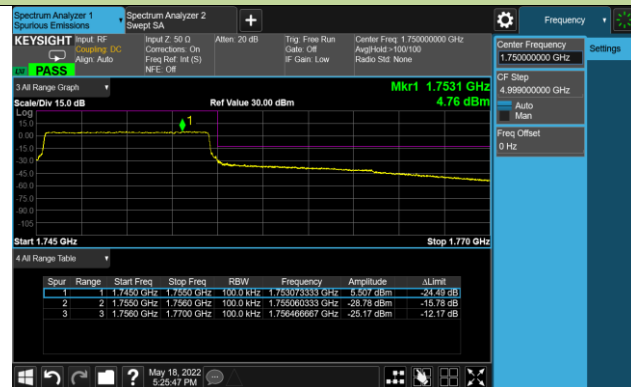 Spectrum Analyzer 1
Spurious Emissions
Spectrum Analyzer 2
Swept SA
Frequency
KEYSIGHT
Input: RF
Coupling: DC
Align: Auto
Input Z: 50 Ω
Corrections: On
Freq Ref: Int (S)
NFE: Off
Atten: 20 dB
Trig: Free Run
Gate: Off
IF Gain: Low
Center Freq: 1.750000000 GHz
Avg|Hold:>100/100
Radio Std: None
PASS
Center Frequency
1.750000000 GHz
Settings
CF Step
4.999000000 GHz
Auto
Man
Freq Offset
0 Hz
3 All Range Graph
Mkr1 1.7531 GHz
Scale/Div 15.0 dB
Ref Value 30.00 dBm
4.76 dBm
Log
15.0
0.00
-15.0
-30.0
-45.0
-60.0
-75.0
-90.0
-105
1
Start 1.745 GHz
Stop 1.770 GHz
4 All Range Table
Spur Range Start Freq Stop Freq RBW Frequency Amplitude ΔLimit
1 1 1.7450 GHz 1.7550 GHz 100.0 kHz 1.753073333 GHz 5.507 dBm -24.49 dB
2 2 1.7550 GHz 1.7560 GHz 100.0 kHz 1.755060333 GHz -28.78 dBm -15.78 dB
3 3 1.7560 GHz 1.7700 GHz 100.0 kHz 1.756466667 GHz -25.17 dBm -12.17 dB
May 18, 2022
5:25:47 PM